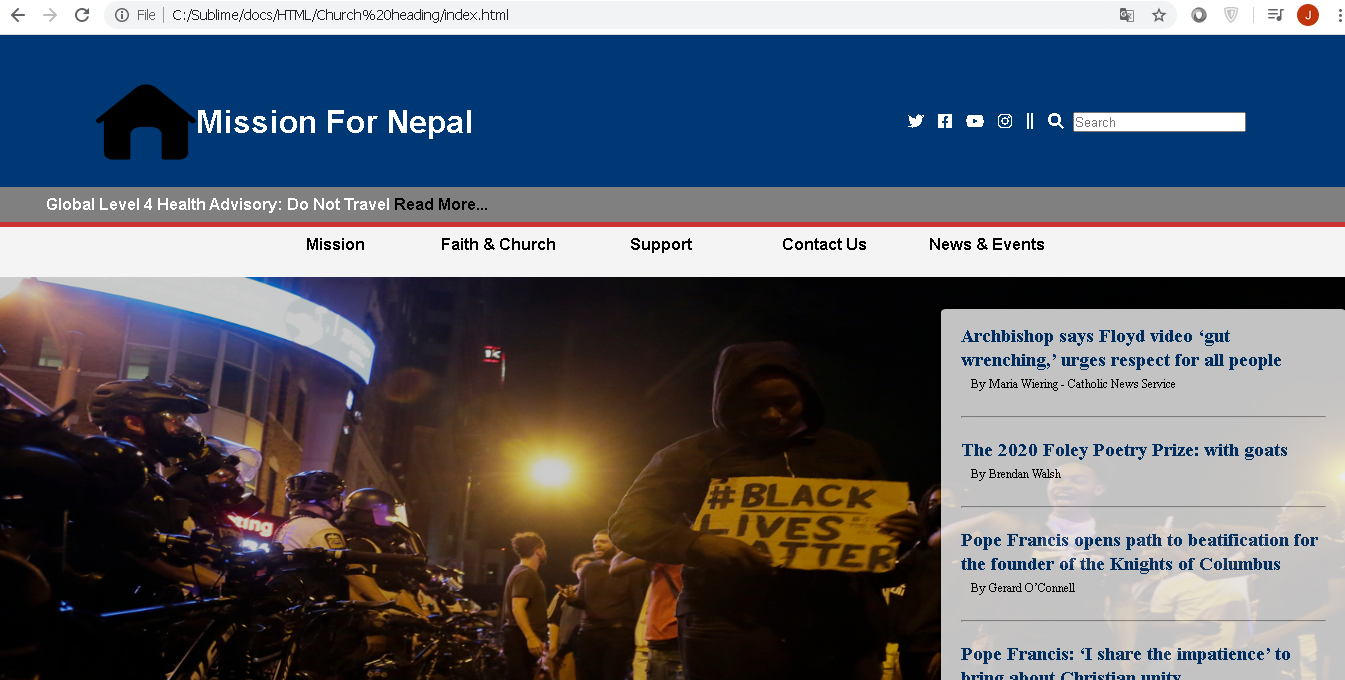 File | C:/Sublime/docs/HTML/Church%20heading/index.html
J
Mission For Nepal
Search
Global Level 4 Health Advisory: Do Not Travel Read More...
Mission Faith & Church Support Contact Us News & Events
Archbishop says Floyd video ‘gut
wrenching,’ urges respect for all people
By Maria Wiering - Catholic News Service
The 2020 Foley Poetry Prize: with goats
By Brendan Walsh
Pope Francis opens path to beatification for
the founder of the Knights of Columbus
By Gerard O’Connell
Pope Francis: ‘I share the impatience’ to
bring about Christian unity
#BLACK
LIVES
MATTER